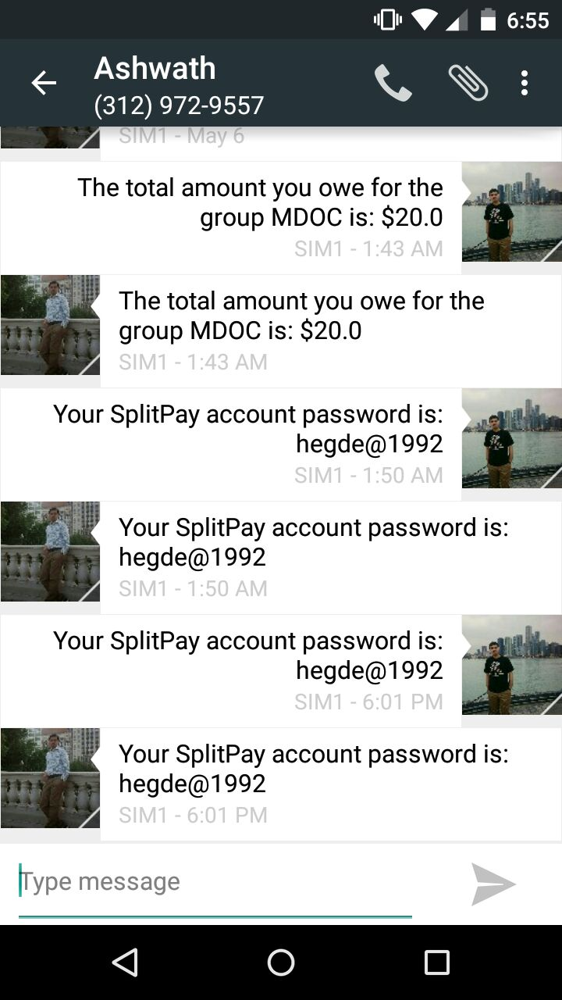 6:55
Ashwath
(312) 972-9557
SIM1 - May 6
The total amount you owe for the
group MDOC is: $20.0
SIM1 - 1:43 AM
The total amount you owe for the
group MDOC is: $20.0
SIM1 - 1:43 AM
Your SplitPay account password is:
hegde@1992
SIM1 - 1:50 AM
Your SplitPay account password is:
hegde@1992
SIM1 - 1:50 AM
Your SplitPay account password is:
hegde@1992
SIM1 - 6:01 PM
Your SplitPay account password is:
hegde@1992
SIM1 - 6:01 PM
Type message